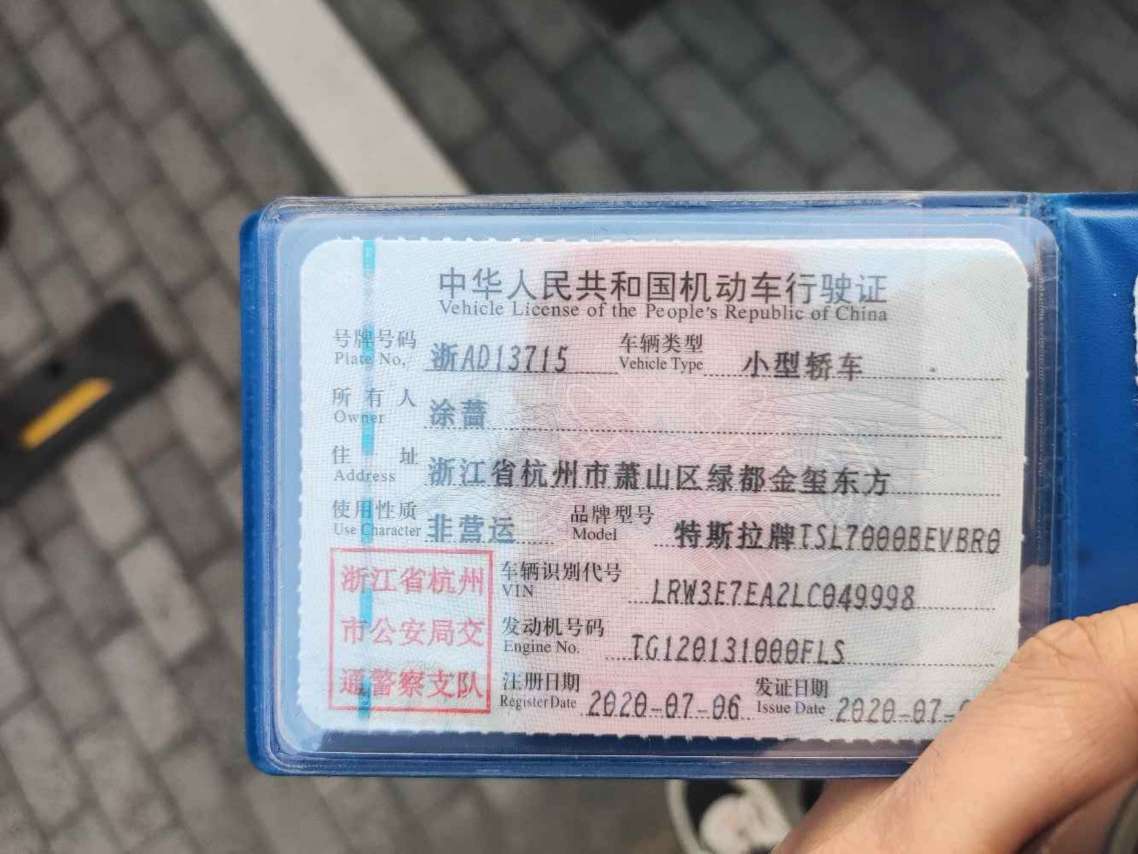 中华人民共和国机动车行驶证
Vehicle License of the People's Republic of China
号牌号码 浙AD13715 车辆类型 小型轿车
Plate No. Vehicle Type
所有人 涂蔷
Owner
住址 浙江省杭州市萧山区绿都金玺东方
Address
使用性质 非营运 品牌型号 特斯拉牌TSL7000BEVBR0
Use Character Model
浙江省杭州
市公安局交
通警察支队
车辆识别代号 LRW3E7EA2LC049998
VIN
发动机号码 TG120131000FLS
Engine No.
注册日期 2020-07-06 发证日期 2020-07-
Register Date Issue Date